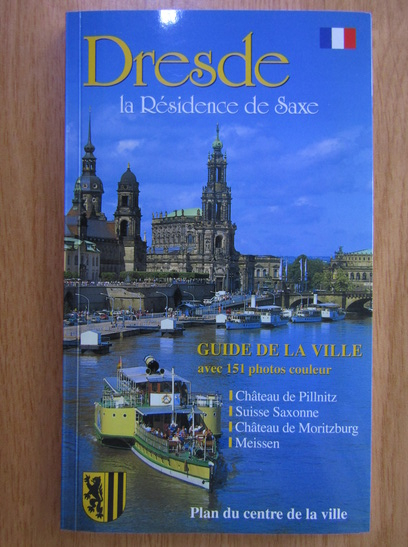 Dresde
la Résidence de Saxe
GUIDE DE LA VILLE
avec 151 photos couleur
Château de Pillnitz
Suisse Saxonne
Château de Moritzburg
Meissen
Plan du centre de la ville